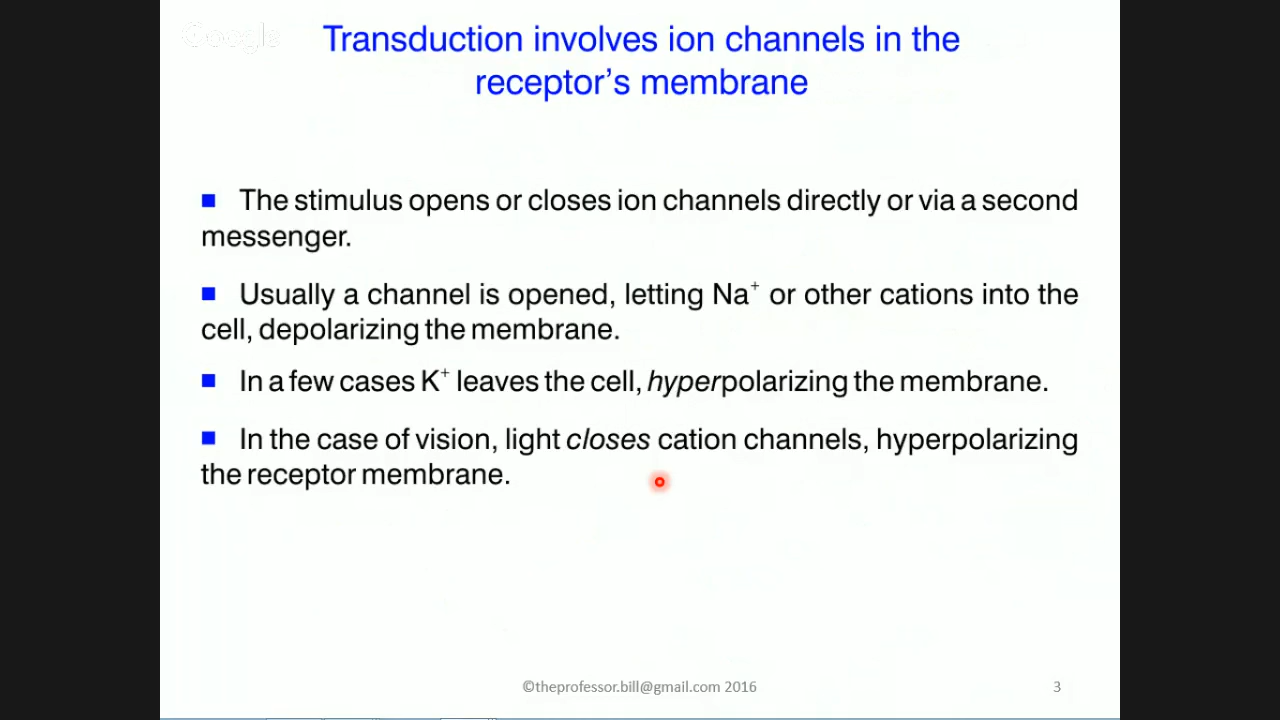 Google
Transduction involves ion channels in the
receptor's membrane
■ The stimulus opens or closes ion channels directly or via a second
messenger.
■ Usually a channel is opened, letting Na⁺ or other cations into the
cell, depolarizing the membrane.
■ In a few cases K⁺ leaves the cell, hyperpolarizing the membrane.
■ In the case of vision, light closes cation channels, hyperpolarizing
the receptor membrane.
©theprofessor.bill@gmail.com 2016
3